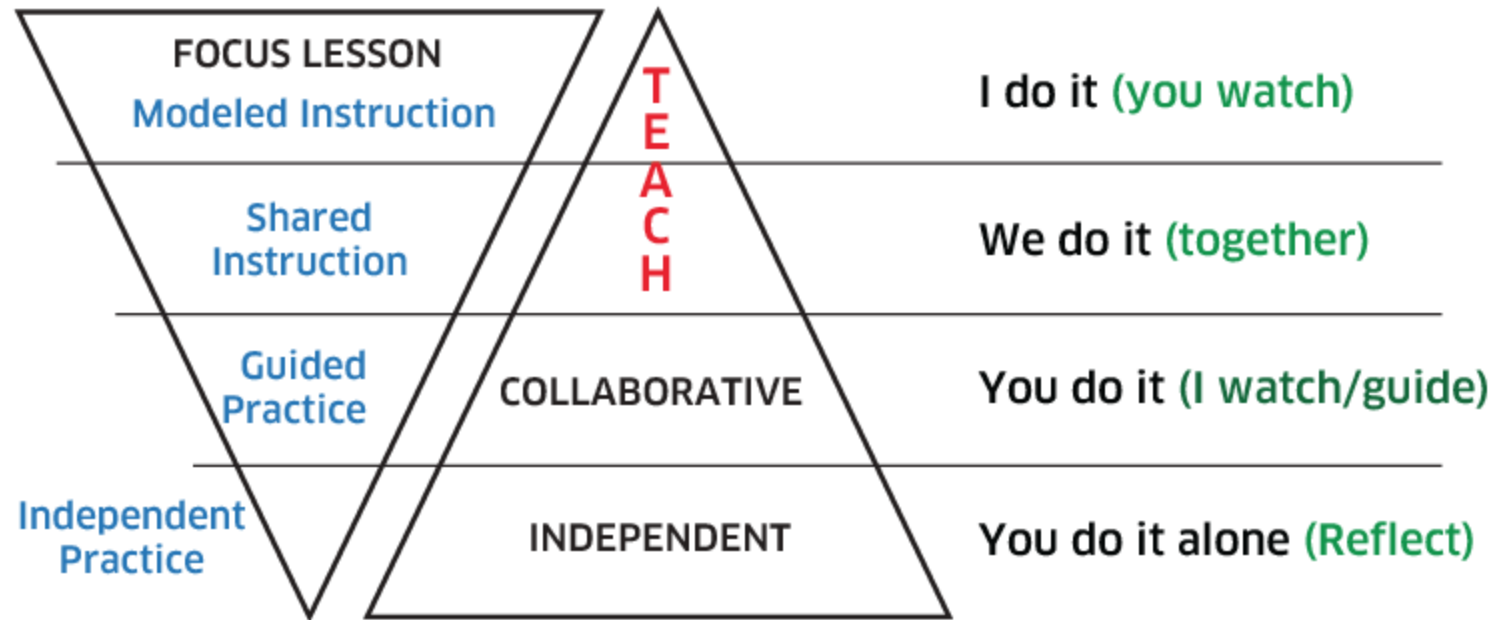 FOCUS LESSON
Modeled Instruction
T
E
A
C
H
I do it (you watch)
Shared
Instruction
We do it (together)
Guided
Practice
COLLABORATIVE
You do it (I watch/guide)
Independent
Practice
INDEPENDENT
You do it alone (Reflect)